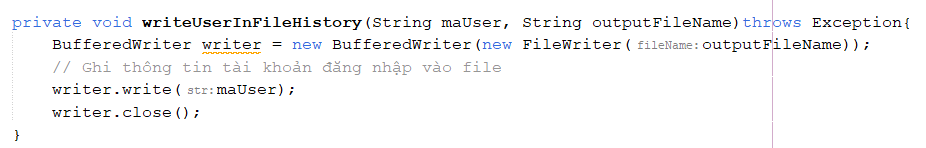 private void writeUserInFileHistory(String maUser, String outputFileName)throws Exception{
BufferedWriter writer = new BufferedWriter(new FileWriter(fileName:outputFileName));
// Ghi thông tin tài khoản đăng nhập vào file
writer.write(str:maUser);
writer.close();
}